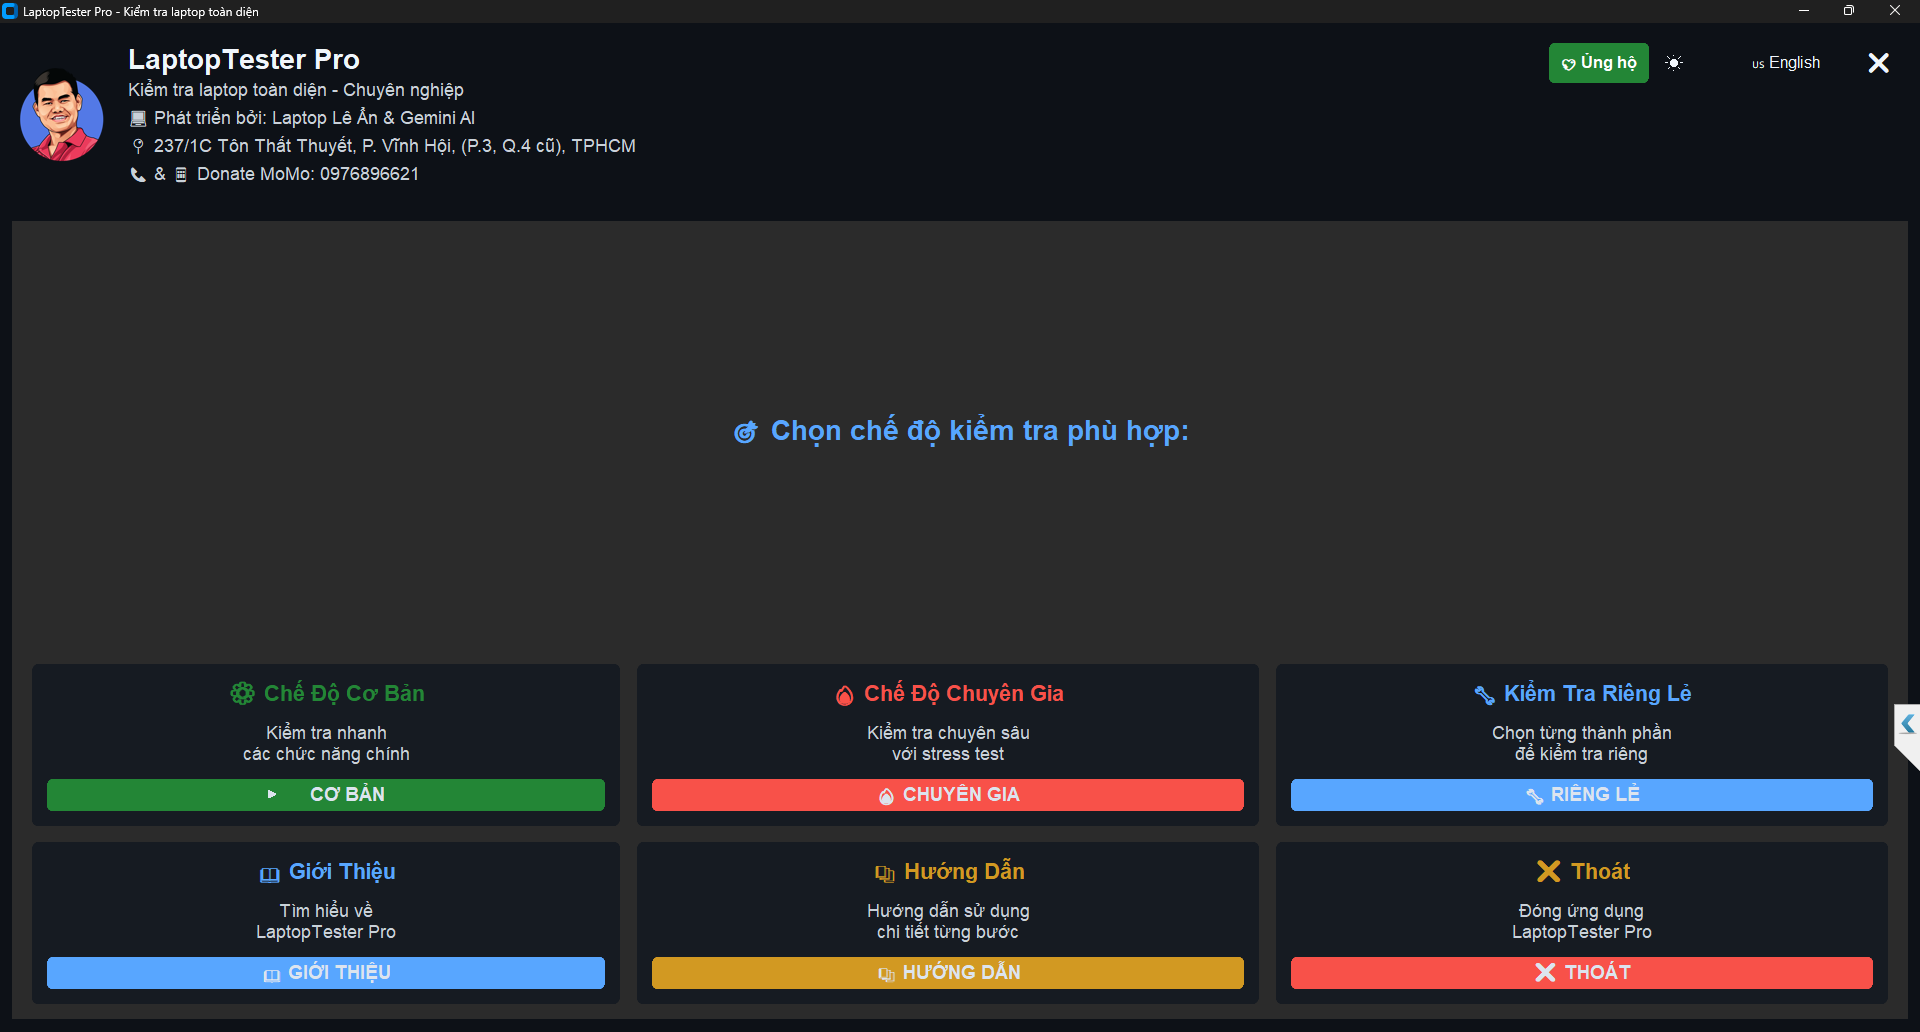 LaptopTester Pro - Kiểm tra laptop toàn diện
LaptopTester Pro
Kiểm tra laptop toàn diện - Chuyên nghiệp
Phát triển bởi: Laptop Lê Ẩn & Gemini AI
237/1C Tôn Thất Thuyết, P. Vĩnh Hội, (P.3, Q.4 cũ), TPHCM
& Donate MoMo: 0976896621
Ủng hộ
us English
Chọn chế độ kiểm tra phù hợp:
Chế Độ Cơ Bản
Kiểm tra nhanh
các chức năng chính
CƠ BẢN
Chế Độ Chuyên Gia
Kiểm tra chuyên sâu
với stress test
CHUYÊN GIA
Kiểm Tra Riêng Lẻ
Chọn từng thành phần
để kiểm tra riêng
RIÊNG LẺ
Giới Thiệu
Tìm hiểu về
LaptopTester Pro
GIỚI THIỆU
Hướng Dẫn
Hướng dẫn sử dụng
chi tiết từng bước
HƯỚNG DẪN
Thoát
Đóng ứng dụng
LaptopTester Pro
THOÁT